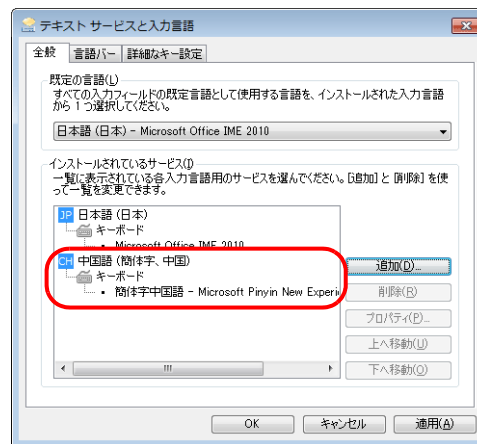 テキスト サービスと入力言語
全般 言語バー 詳細なキー設定
既定の言語(L)
すべての入力フィールドの既定言語として使用する言語を、インストールされた入力言語
から 1 つ選択してください。
日本語 (日本) - Microsoft Office IME 2010
インストールされているサービス(I)
一覧に表示されている各入力言語用のサービスを選んでください。[追加] と [削除] を使
って一覧を変更できます。
JP 日本語 (日本)
キーボード
・ Microsoft Office IME 2010
CH 中国語 (簡体字、中国)
キーボード
・ 簡体字中国語 - Microsoft Pinyin New Experi
追加(D)...
削除(R)
プロパティ(P)...
上へ移動(U)
下へ移動(O)
OK キャンセル 適用(A)